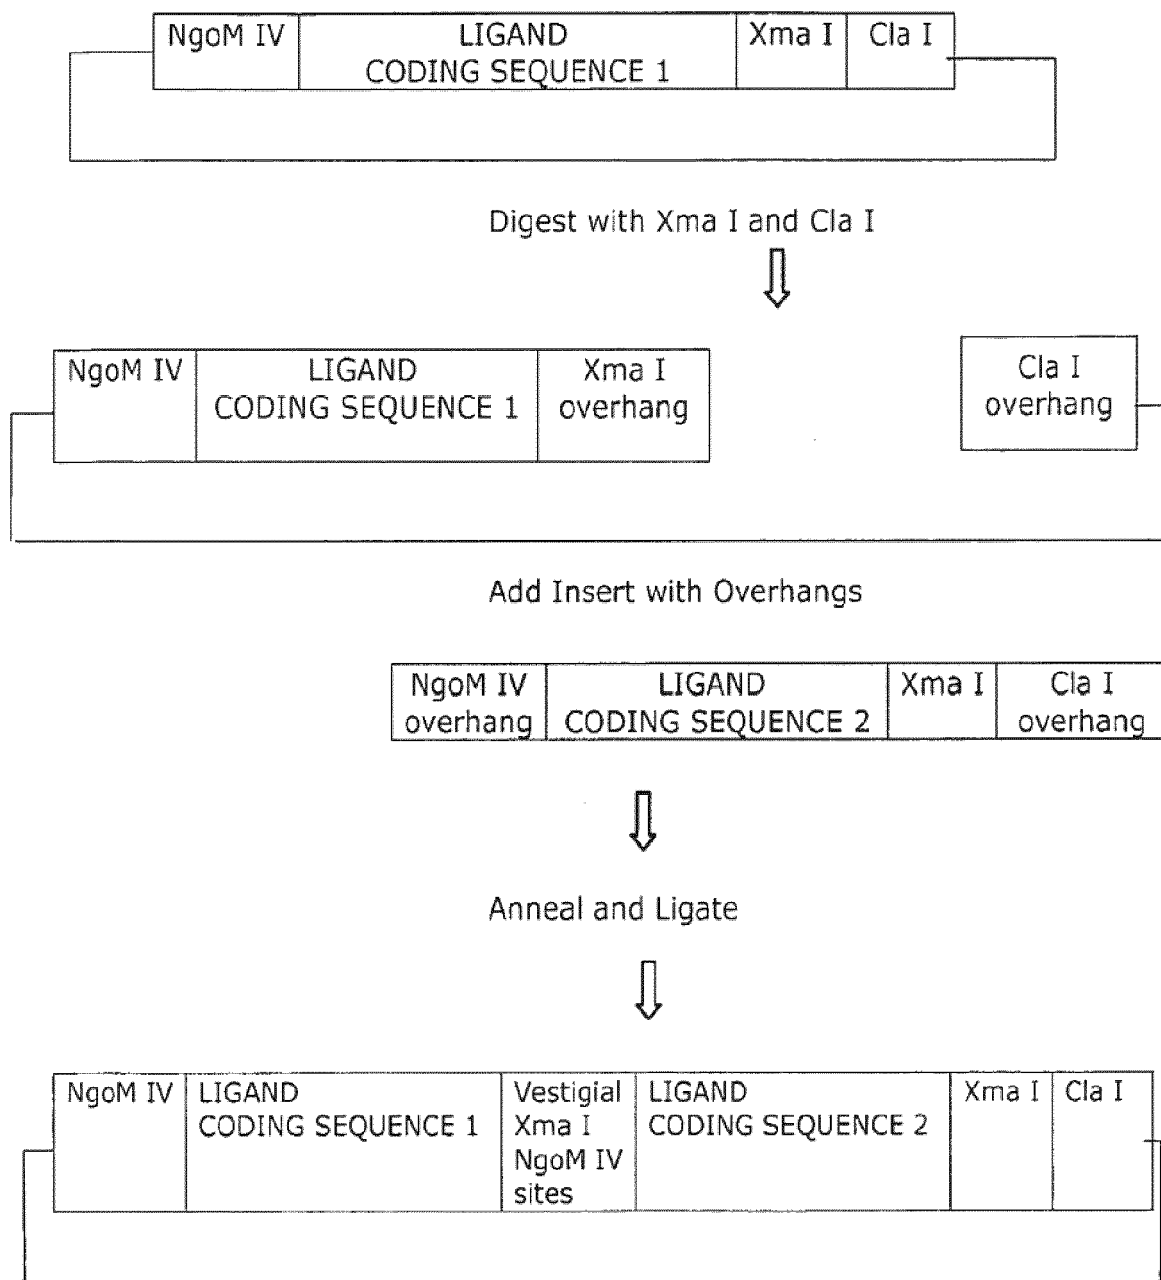 NgoM IV LIGAND Xma I Cla I
CODING SEQUENCE 1
Digest with Xma I and Cla I
NgoM IV LIGAND Xma I Cla I
CODING SEQUENCE 1 overhang overhang
Add Insert with Overhangs
NgoM IV LIGAND Xma I Cla I
overhang CODING SEQUENCE 2 overhang
Anneal and Ligate
NgoM IV LIGAND Vestigial LIGAND Xma I Cla I
CODING SEQUENCE 1 Xma I CODING SEQUENCE 2
NgoM IV
sites